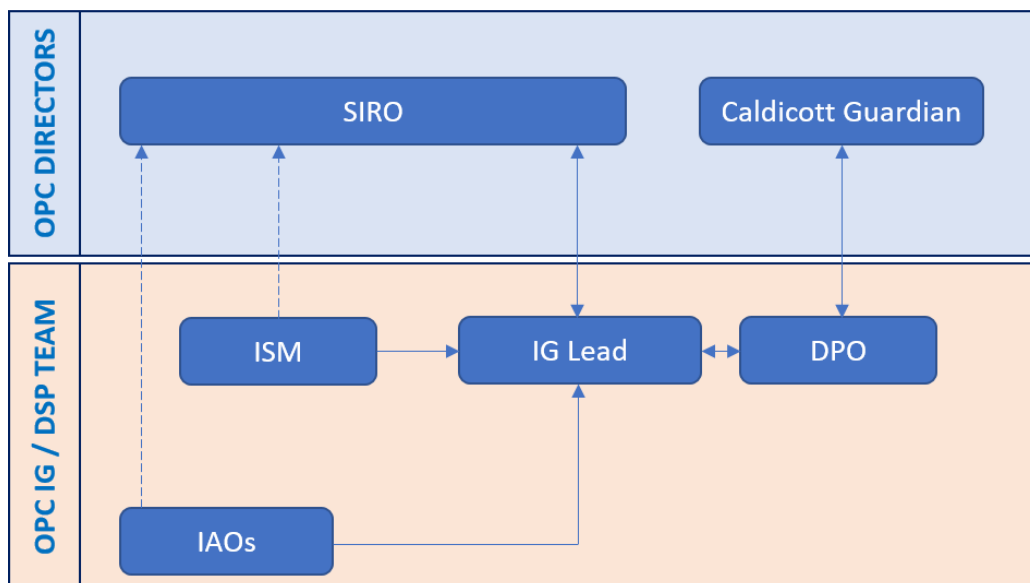 OPC DIRECTORS
SIRO
Caldicott Guardian
OPC IG / DSP TEAM
ISM
IG Lead
DPO
IAOs